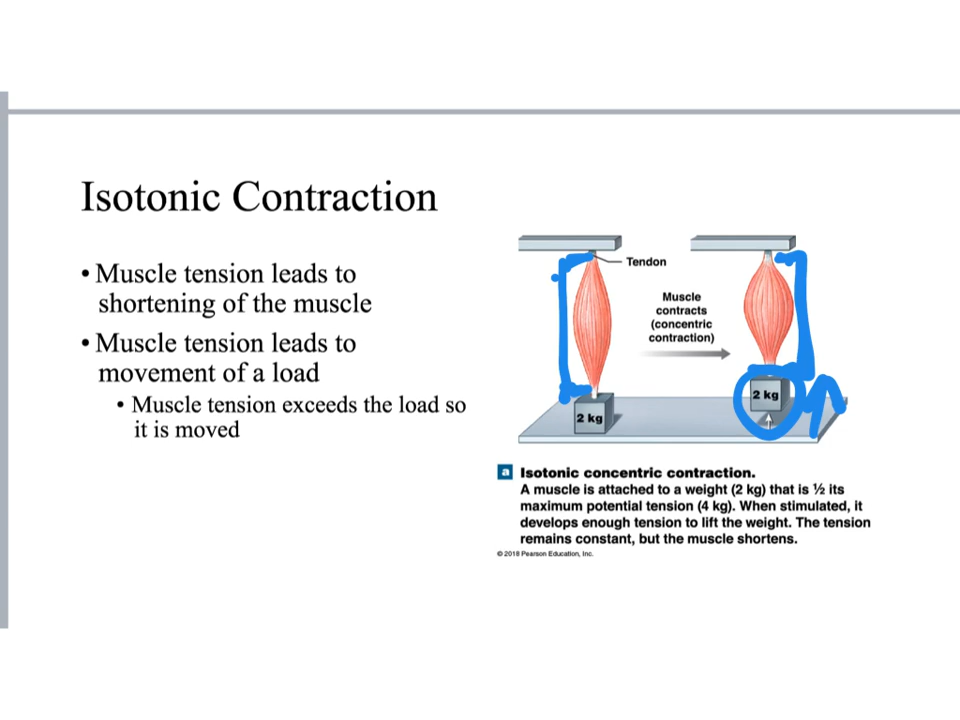 Isotonic Contraction
• Muscle tension leads to
shortening of the muscle
• Muscle tension leads to
movement of a load
• Muscle tension exceeds the load so
it is moved
Tendon
Muscle
contracts
(concentric
contraction)
2 kg
2 kg
a Isotonic concentric contraction.
A muscle is attached to a weight (2 kg) that is ½ its
maximum potential tension (4 kg). When stimulated, it
develops enough tension to lift the weight. The tension
remains constant, but the muscle shortens.
© 2018 Pearson Education, Inc.